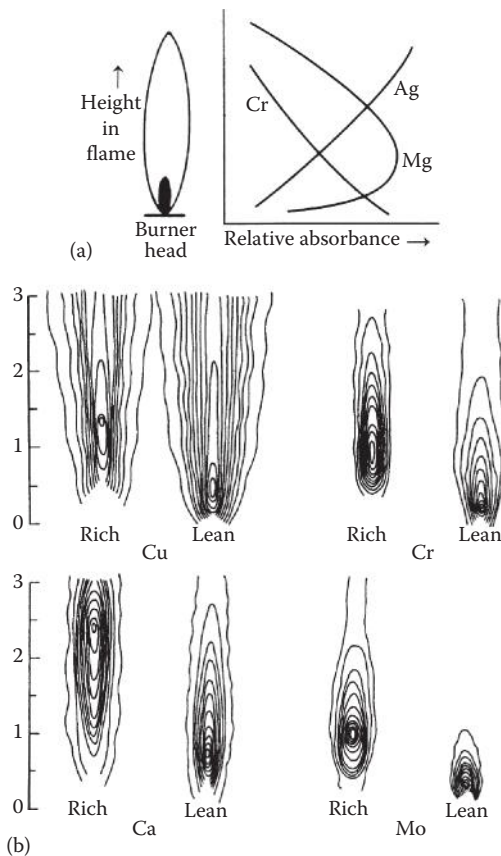 ↑
Height
in
flame
Burner
head
(a)
Cr
Ag
Mg
Relative absorbance →
3
2
1
0
Rich
Lean
Cu
Rich
Lean
Cr
3
2
1
0
Rich
Lean
Ca
Rich
Lean
Mo
(b)